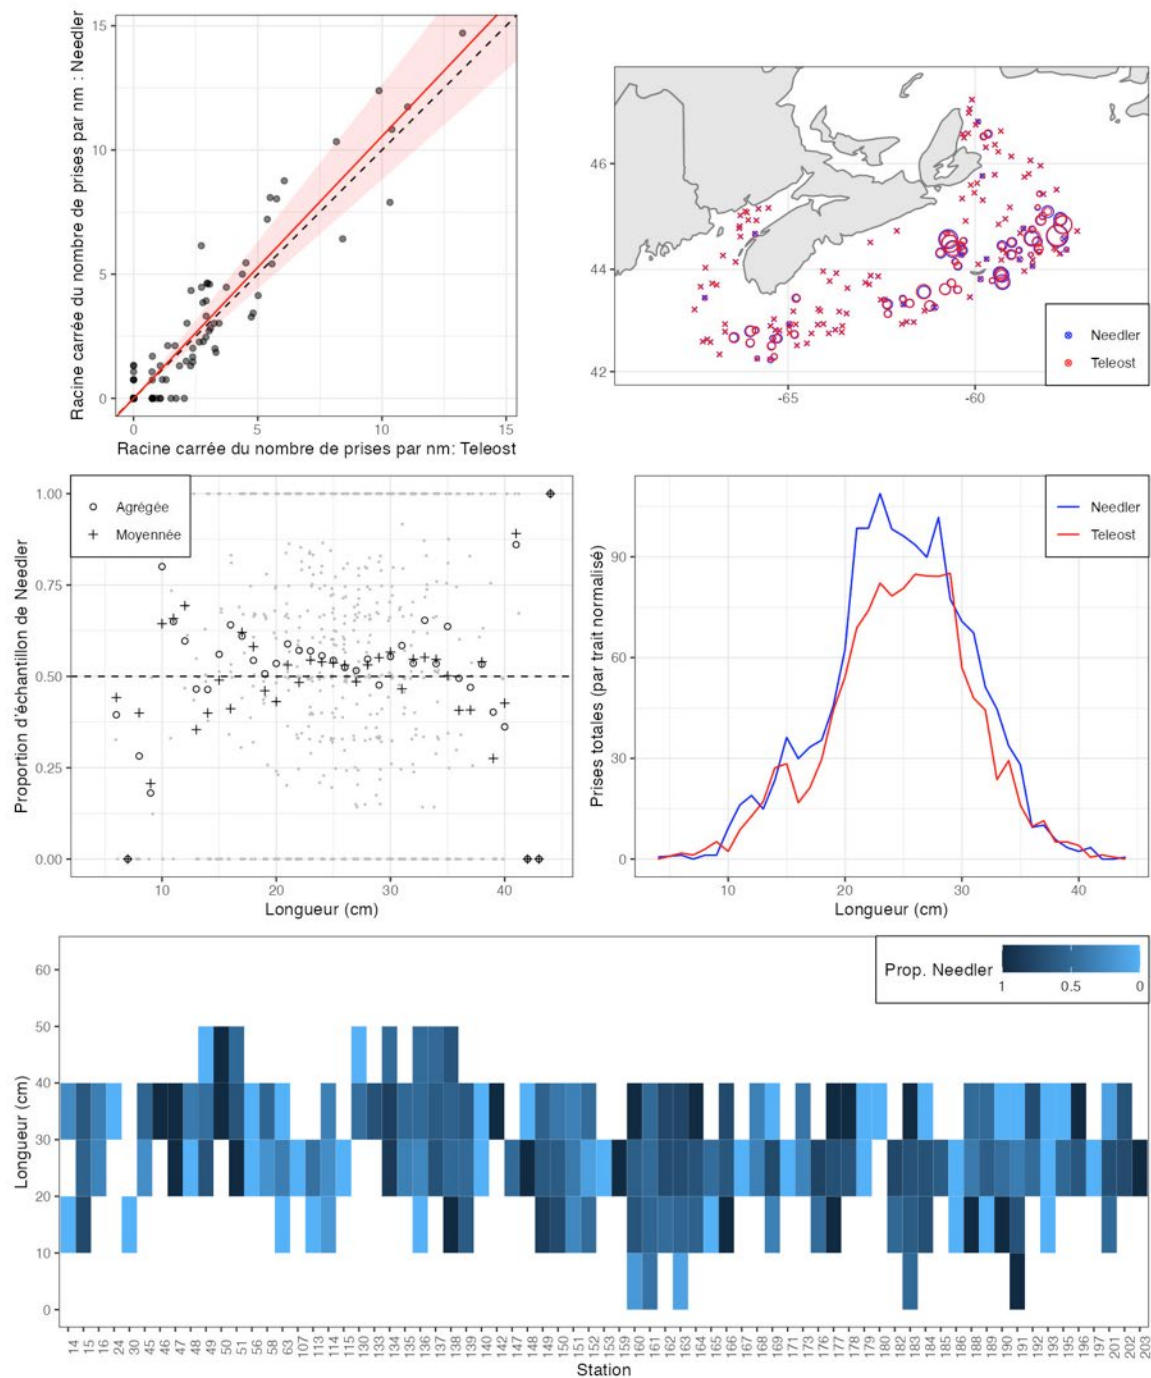 Racine carrée du nombre de prises par nm : Needler
15
10
5
0
0
5
10
15
Racine carrée du nombre de prises par nm: Teleost
46
44
42
-65
-60
Needler
Teleost
Proportion d'échantillon de Needler
1.00
0.75
0.50
0.25
0.00
Agrégée
Moyennée
10
20
30
40
Longueur (cm)
Prises totales (par trait normalisé)
90
60
30
0
Needler
Teleost
10
20
30
40
Longueur (cm)
Prop. Needler
1
0.5
0
Longueur (cm)
60
50
40
30
20
10
0
14 15 16 24 30 45 46 47 48 49 50 51 56 58 63 107 113 114 115 130 133 134 135 136 137 138 139 140 142 147 148 149 150 151 152 153 159 160 161 162 163 164 165 166 167 168 169 171 173 176 177 178 179 180 182 183 184 185 186 188 189 190 191 192 193 195 196 197 201 202 203
Station